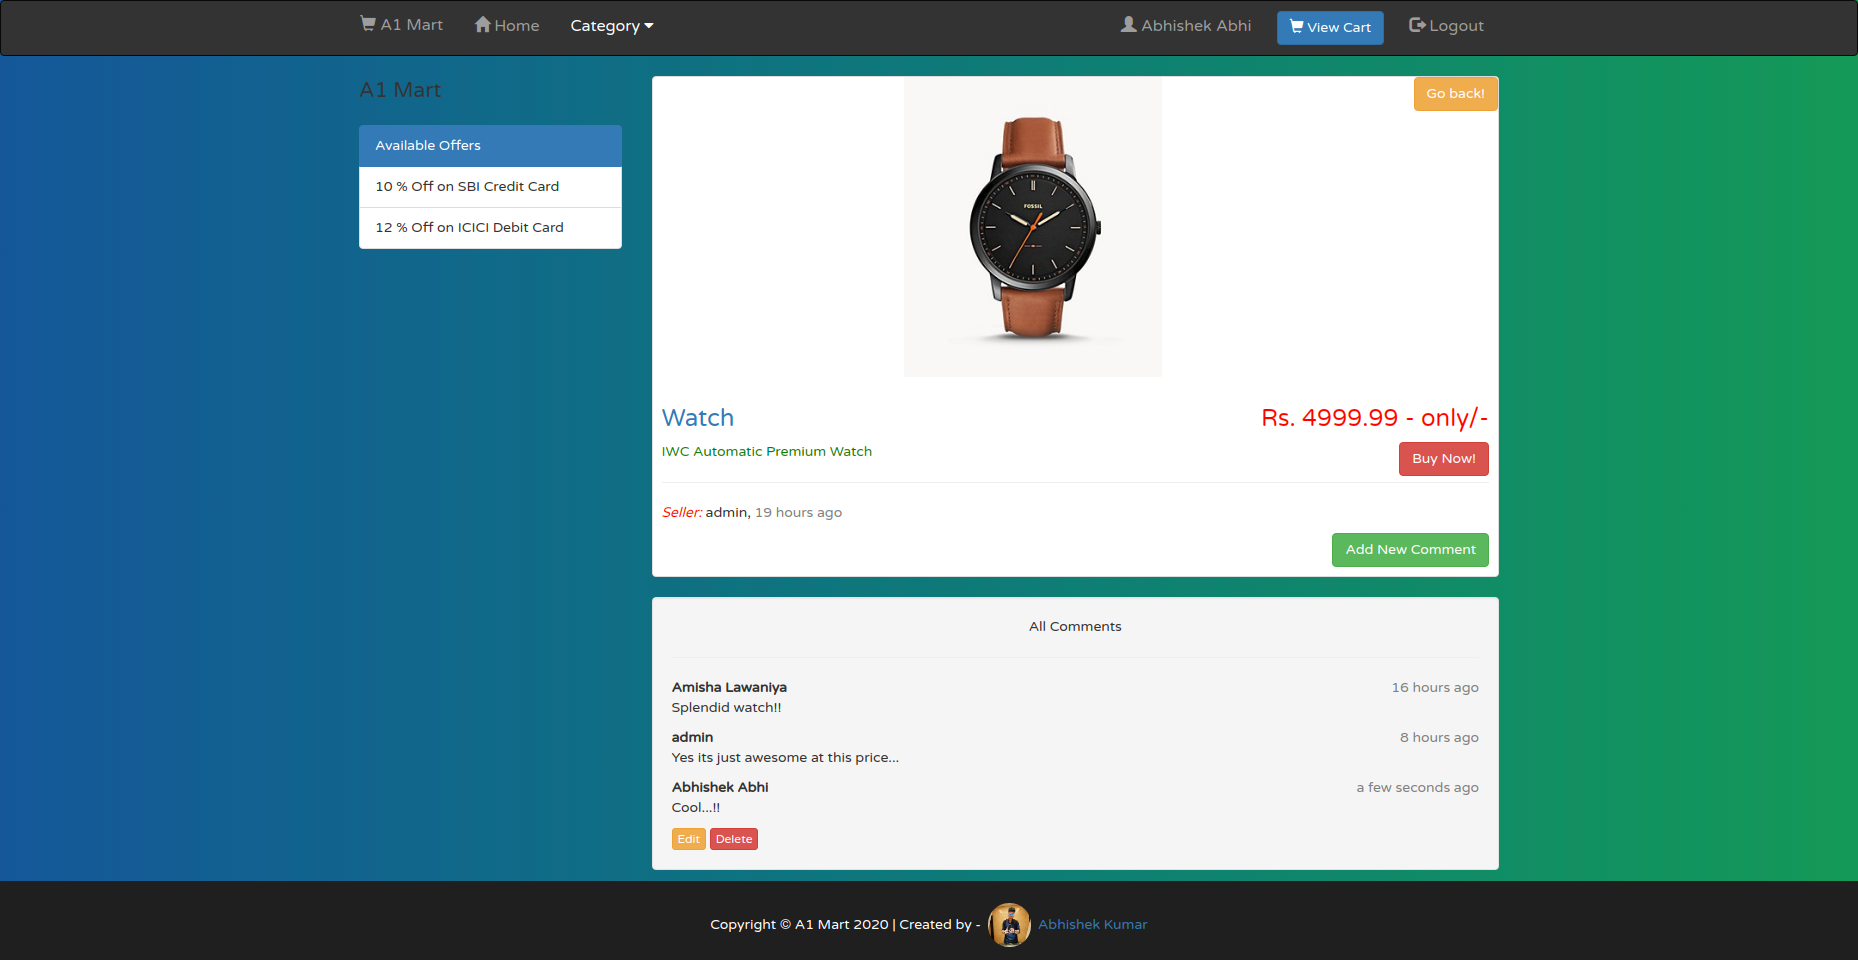 A1 Mart Home Category Abhishek Abhi View Cart Logout
A1 Mart
Available Offers
10 % Off on SBI Credit Card
12 % Off on ICICI Debit Card
Go back!
FOSSIL
Watch
Rs. 4999.99 - only/-
IWC Automatic Premium Watch
Buy Now!
Seller: admin, 19 hours ago
Add New Comment
All Comments
Amisha Lawaniya 16 hours ago
Splendid watch!!
admin 8 hours ago
Yes its just awesome at this price...
Abhishek Abhi a few seconds ago
Cool...!!
Edit Delete
Copyright © A1 Mart 2020 | Created by - Abhishek Kumar